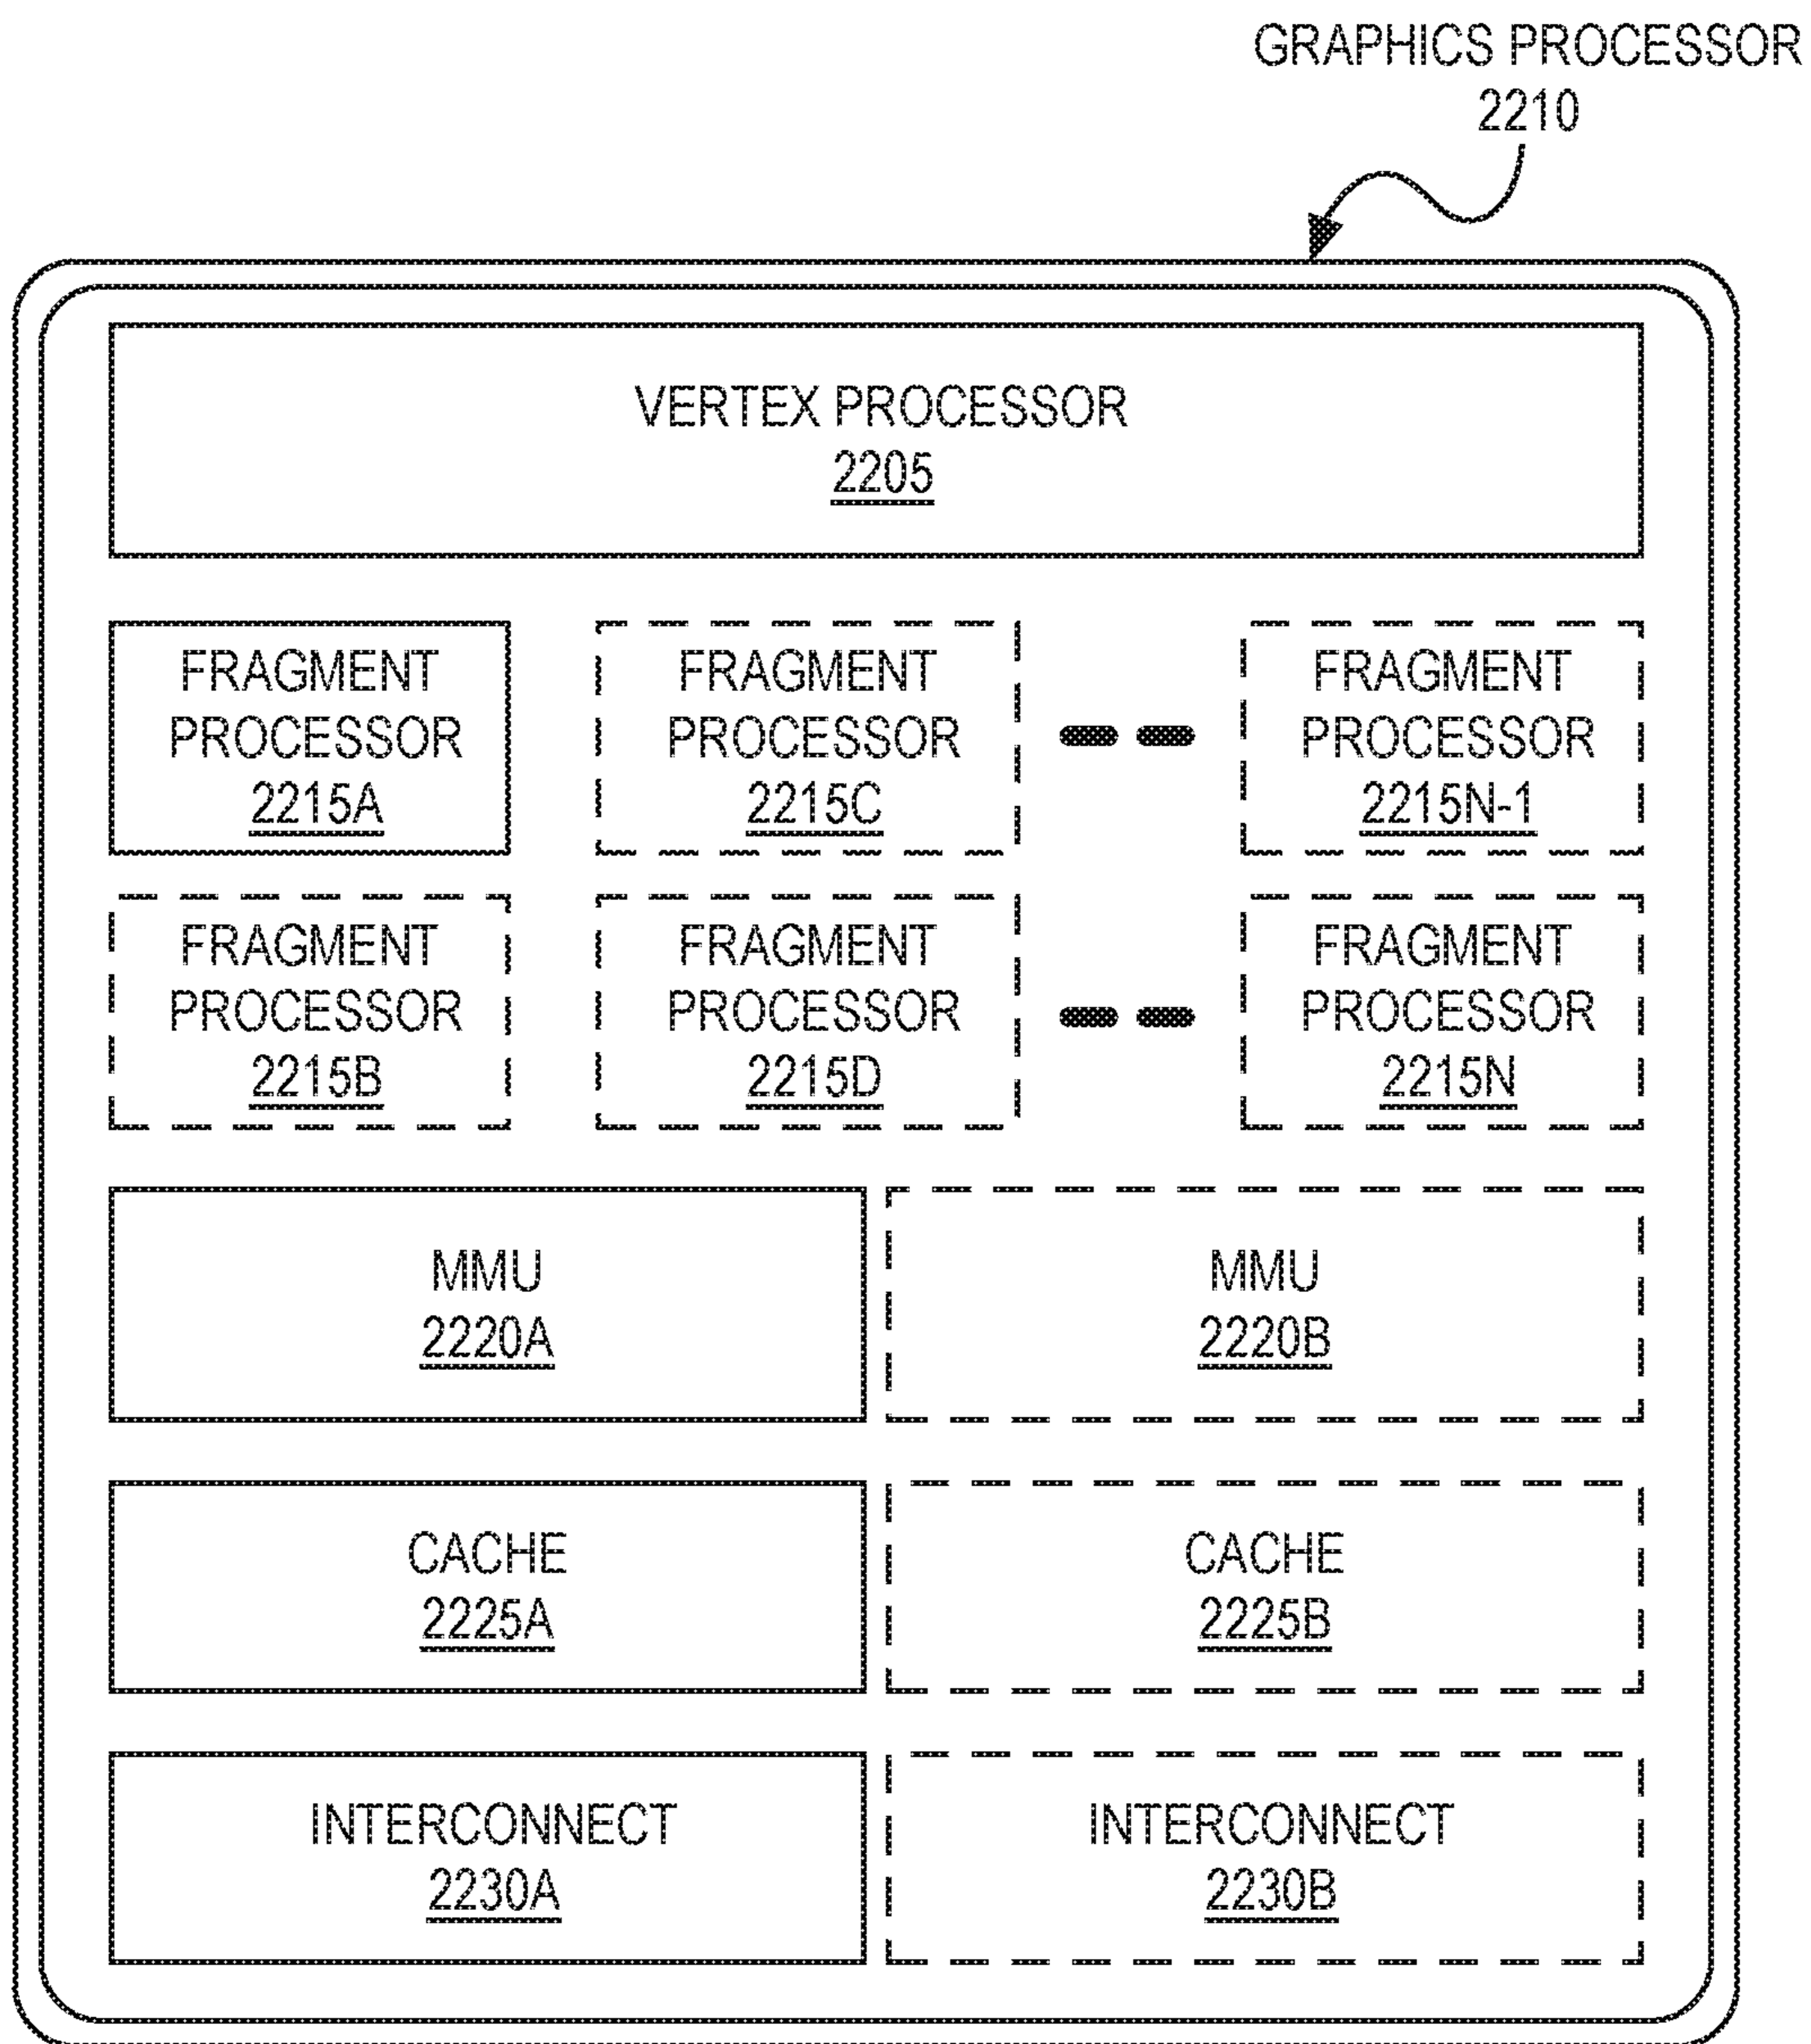 GRAPHICS PROCESSOR
2210
VERTEX PROCESSOR
2205
FRAGMENT
PROCESSOR
2215A
FRAGMENT
PROCESSOR
2215C
FRAGMENT
PROCESSOR
2215N-1
FRAGMENT
PROCESSOR
2215B
FRAGMENT
PROCESSOR
2215D
FRAGMENT
PROCESSOR
2215N
MMU
2220A
MMU
2220B
CACHE
2225A
CACHE
2225B
INTERCONNECT
2230A
INTERCONNECT
2230B